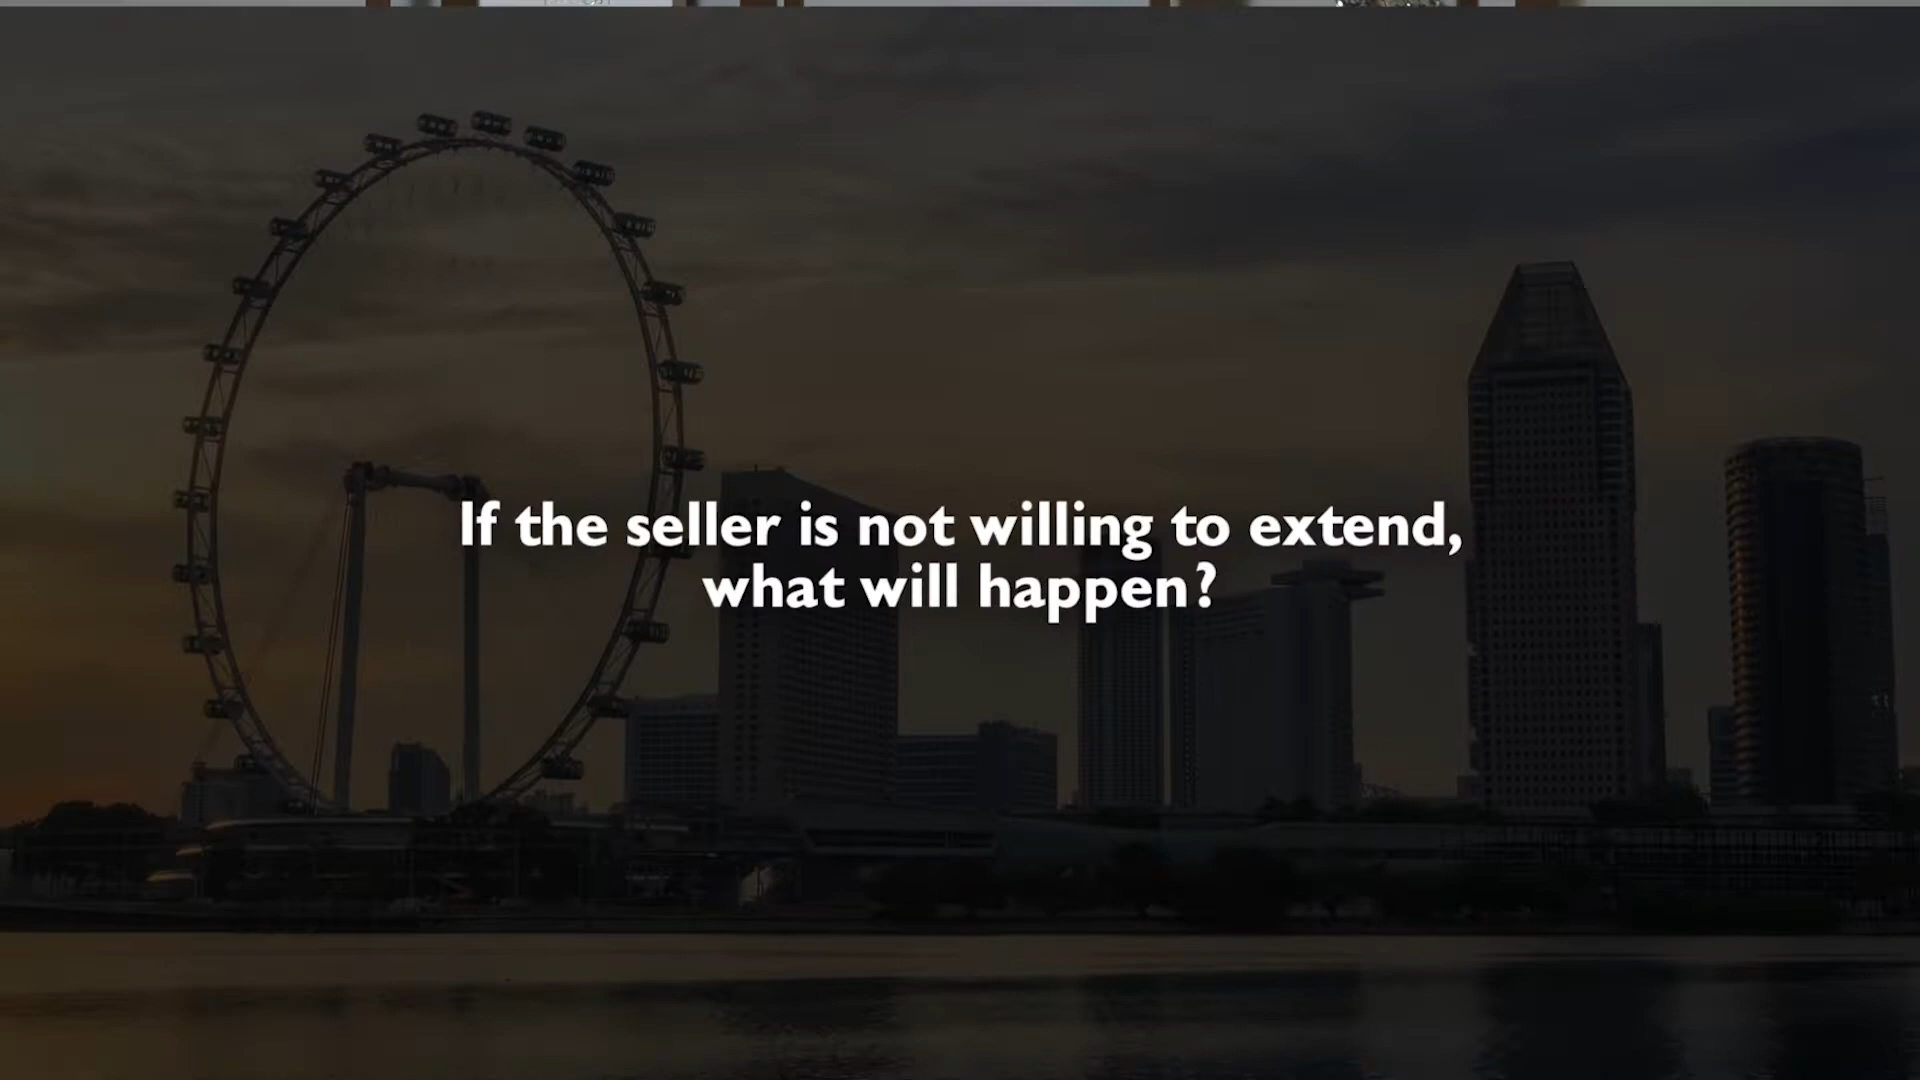 If the seller is not willing to extend,
what will happen?